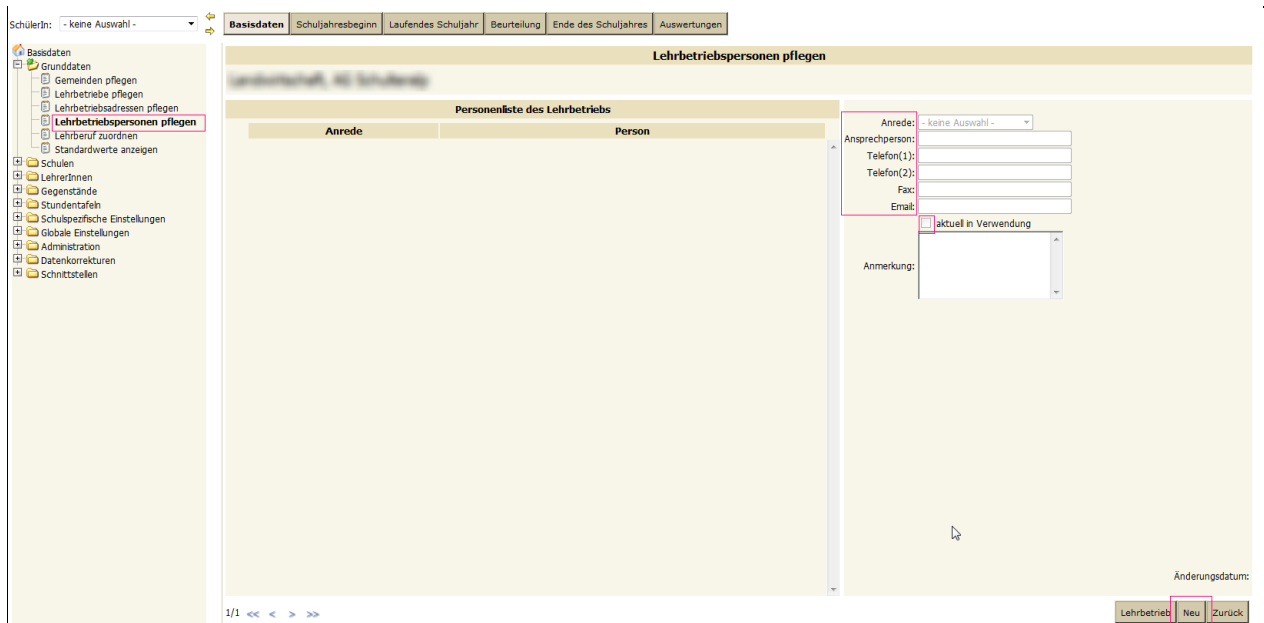 SchülerIn: - keine Auswahl -
Basisdaten Schuljahresbeginn Laufendes Schuljahr Beurteilung Ende des Schuljahres Auswertungen
Basisdaten
Grunddaten
Gemeinden pflegen
Lehrbetriebe pflegen
Lehrbetriebsadressen pflegen
Lehrbetriebspersonen pflegen
Lehrberuf zuordnen
Standardwerte anzeigen
Schulen
LehrerInnen
Gegenstände
Stundentafeln
Schulspezifische Einstellungen
Globale Einstellungen
Administration
Datenkorrekturen
Schnittstellen
Lehrbetriebspersonen pflegen
Personenliste des Lehrbetriebs
Anrede Person
Anrede: - keine Auswahl -
Ansprechperson:
Telefon(1):
Telefon(2):
Fax:
Email:
aktuell in Verwendung
Anmerkung:
Änderungsdatum:
1/1 << < > >>
Lehrbetrieb Neu Zurück